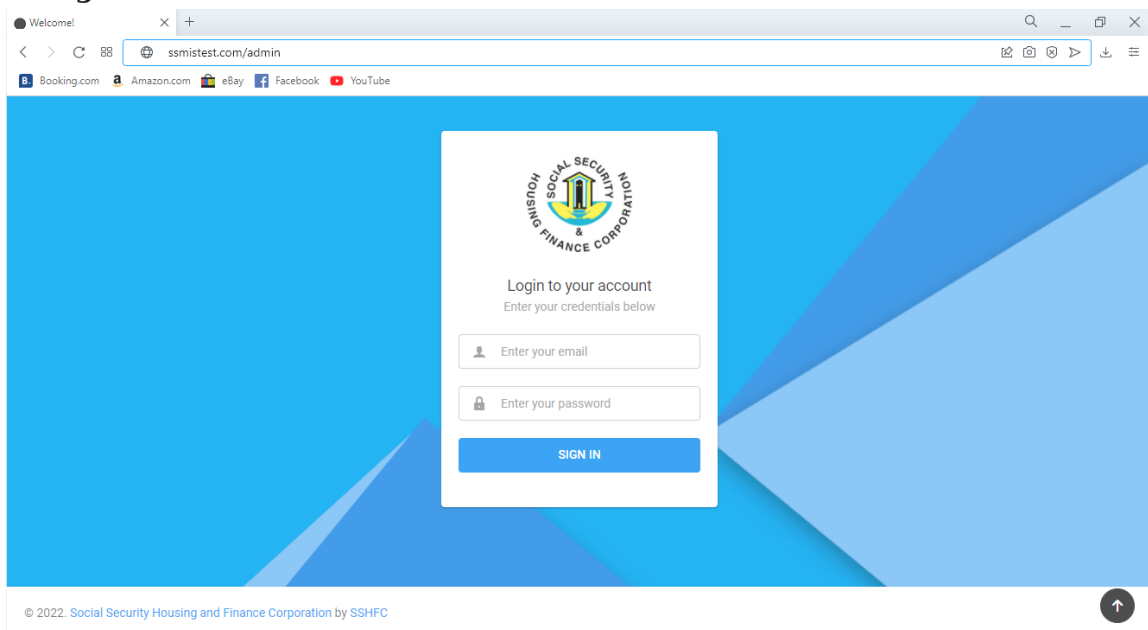 Welcome!
ssmistest.com/admin
B. Booking.com a Amazon.com eBay Facebook YouTube
SOCIAL SECURITY
HOUSING FINANCE CORPORATION
&
Login to your account
Enter your credentials below
Enter your email
Enter your password
SIGN IN
© 2022. Social Security Housing and Finance Corporation by SSHFC